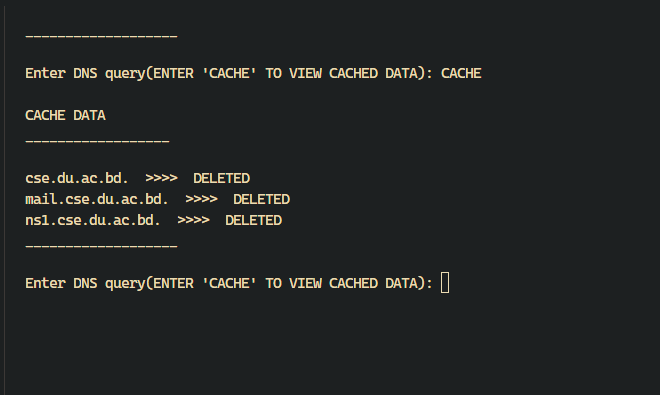 -------------------
Enter DNS query(ENTER 'CACHE' TO VIEW CACHED DATA): CACHE
CACHE DATA
------------------
cse.du.ac.bd.  >>>>  DELETED
mail.cse.du.ac.bd.  >>>>  DELETED
ns1.cse.du.ac.bd.  >>>>  DELETED
-------------------
Enter DNS query(ENTER 'CACHE' TO VIEW CACHED DATA):